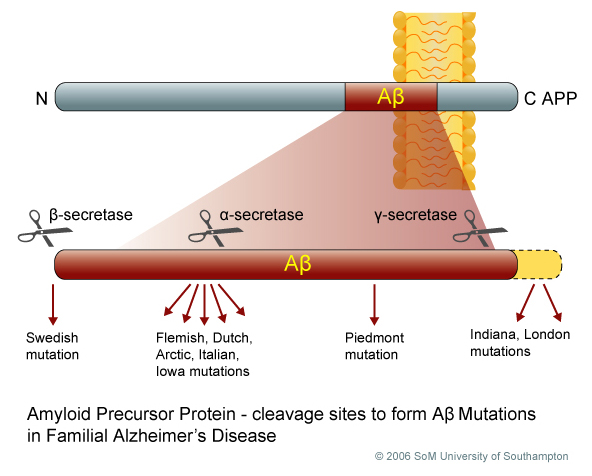 Aβ
N
C APP
β-secretase
α-secretase
γ-secretase
Aβ
Swedish
mutation
Flemish, Dutch,
Arctic, Italian,
Iowa mutations
Piedmont
mutation
Indiana, London
mutations
Amyloid Precursor Protein - cleavage sites to form Aβ Mutations
in Familial Alzheimer's Disease
© 2006 SoM University of Southampton